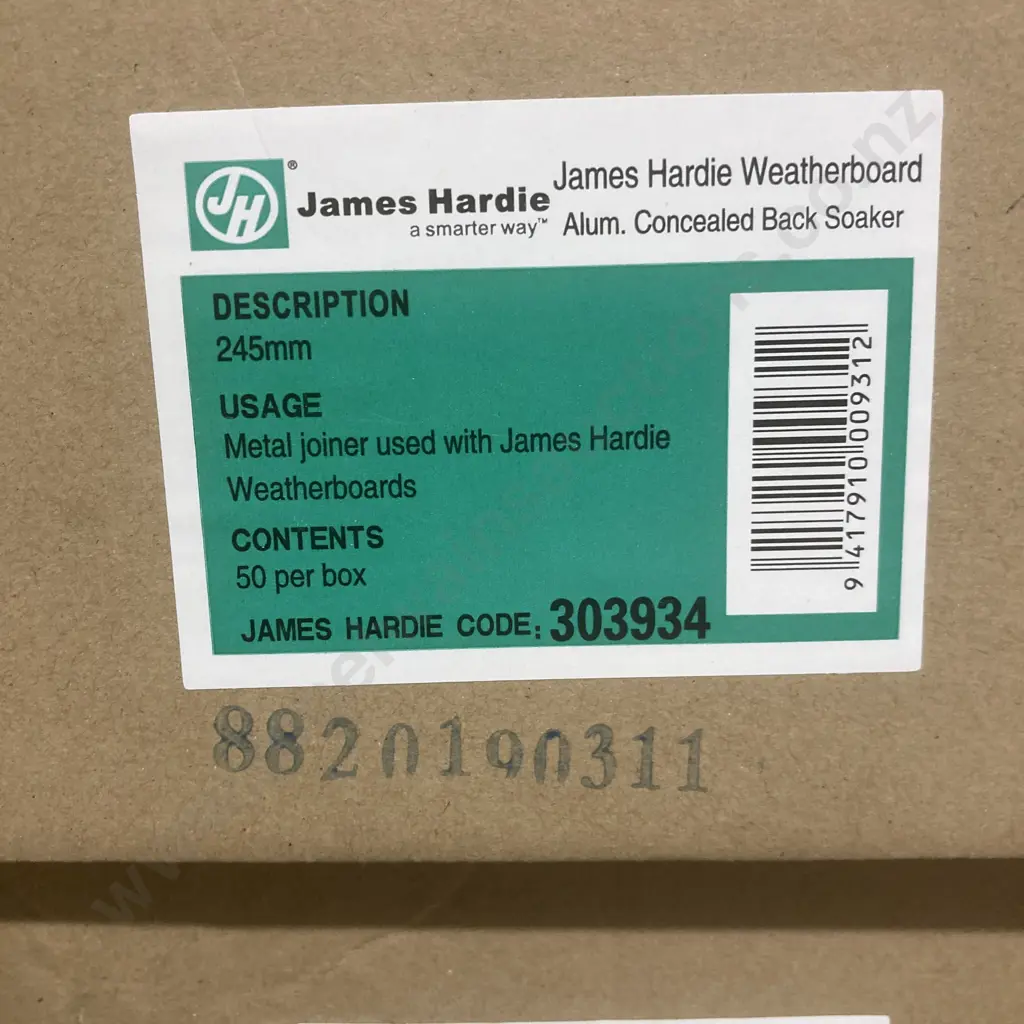 JH®
James Hardie
a smarter way™
James Hardie Weatherboard
Alum. Concealed Back Soaker
DESCRIPTION
245mm
USAGE
Metal joiner used with James Hardie
Weatherboards
CONTENTS
50 per box
JAMES HARDIE CODE: 303934
9 417910 009312
8820190311